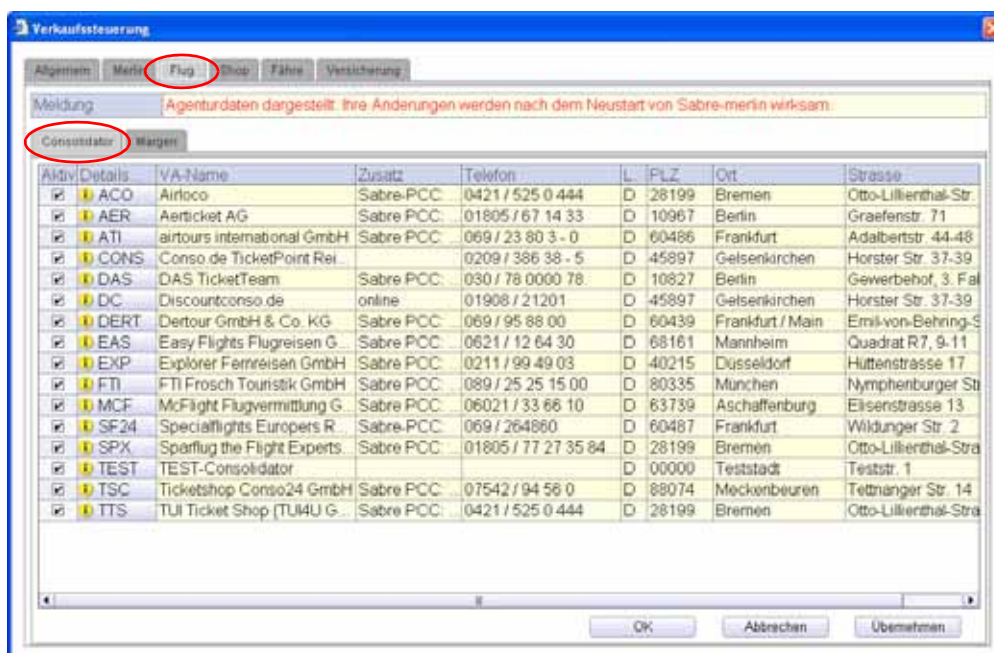 Verkaufssteuerung
Allgemein Merlin Flug Shop Fähre Versicherung
Meldung Agenturdaten dargestellt. Ihre Änderungen werden nach dem Neustart von Sabre-merlin wirksam.
Consolidator Margen
Aktiv Details VA-Name Zusatz Telefon L. PLZ Ort Strasse
ACO Airloco Sabre-PCC: ... 0421 / 525 0 444 D 28199 Bremen Otto-Lillienthal-Str.
AER Aerticket AG Sabre PCC: ... 01805 / 67 14 33 D 10967 Berlin Graefenstr. 71
ATI airtours international GmbH Sabre PCC: ... 069 / 23 80 3 - 0 D 60486 Frankfurt Adalbertstr. 44-48
CONS Conso.de TicketPoint Rei... 0209 / 386 38 - 5 D 45897 Gelsenkirchen Horster Str. 37-39
DAS DAS TicketTeam Sabre PCC: ... 030 / 78 0000 78 D 10827 Berlin Gewerbehof, 3. Fal
DC Discountconso.de online 01908 / 21201 D 45897 Gelsenkirchen Horster Str. 37-39
DERT Dertour GmbH & Co. KG Sabre PCC: ... 069 / 95 88 00 D 60439 Frankfurt / Main Emil-von-Behring-S
EAS Easy Flights Flugreisen G... Sabre PCC: ... 0621 / 12 64 30 D 68161 Mannheim Quadrat R7, 9-11
EXP Explorer Fernreisen GmbH Sabre PCC: ... 0211 / 99 49 03 D 40215 Düsseldorf Hüttenstrasse 17
FTI FTI Frosch Touristik GmbH Sabre PCC: ... 089 / 25 25 15 00 D 80335 München Nymphenburger Str
MCF McFlight Flugvermittlung G... Sabre PCC: ... 06021 / 33 66 10 D 63739 Aschaffenburg Elisenstrasse 13
SF24 Specialflights Europers R... Sabre-PCC: ... 069 / 264860 D 60487 Frankfurt Wildunger Str. 2
SPX Sparflug the Flight Experts Sabre PCC: ... 01805 / 77 27 35 84 D 28199 Bremen Otto-Lillienthal-Stra
TEST TEST-Consolidator D 00000 Teststadt Teststr. 1
TSC Ticketshop Conso24 GmbH Sabre PCC: ... 07542 / 94 56 0 D 88074 Meckenbeuren Tettnanger Str. 14
TTS TUI Ticket Shop (TUI4U G... Sabre PCC: ... 0421 / 525 0 444 D 28199 Bremen Otto-Lillienthal-Stra
OK Abbrechen Übernehmen